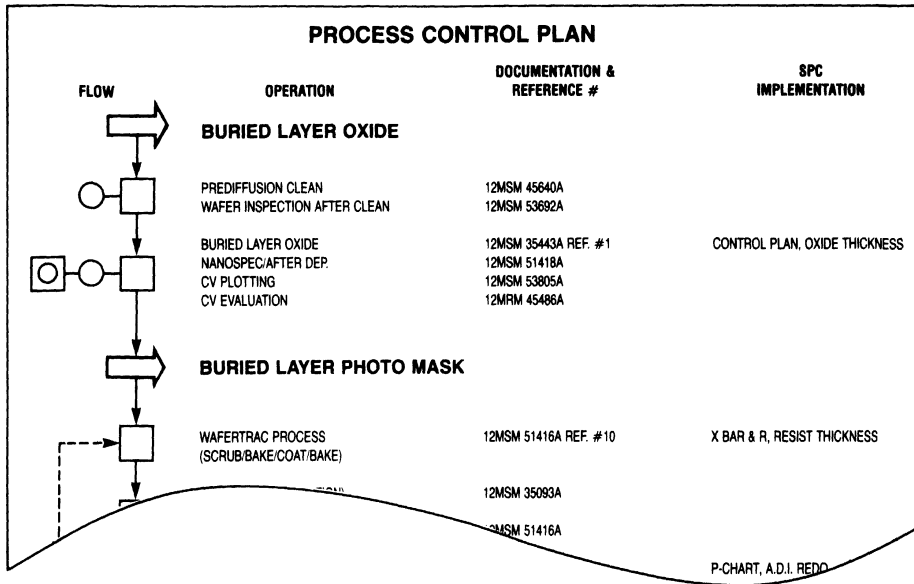 PROCESS CONTROL PLAN
FLOW OPERATION DOCUMENTATION & REFERENCE # SPC IMPLEMENTATION
BURIED LAYER OXIDE
PREDIFFUSION CLEAN 12MSM 45640A
WAFER INSPECTION AFTER CLEAN 12MSM 53692A
BURIED LAYER OXIDE 12MSM 35443A REF. #1 CONTROL PLAN, OXIDE THICKNESS
NANOSPEC/AFTER DEP. 12MSM 51418A
CV PLOTTING 12MSM 53805A
CV EVALUATION 12MRM 45486A
BURIED LAYER PHOTO MASK
WAFERTRAC PROCESS 12MSM 51416A REF. #10 X BAR & R, RESIST THICKNESS
(SCRUB/BAKE/COAT/BAKE)
12MSM 35093A
51416A
P-CHART, A.D.I. REDO